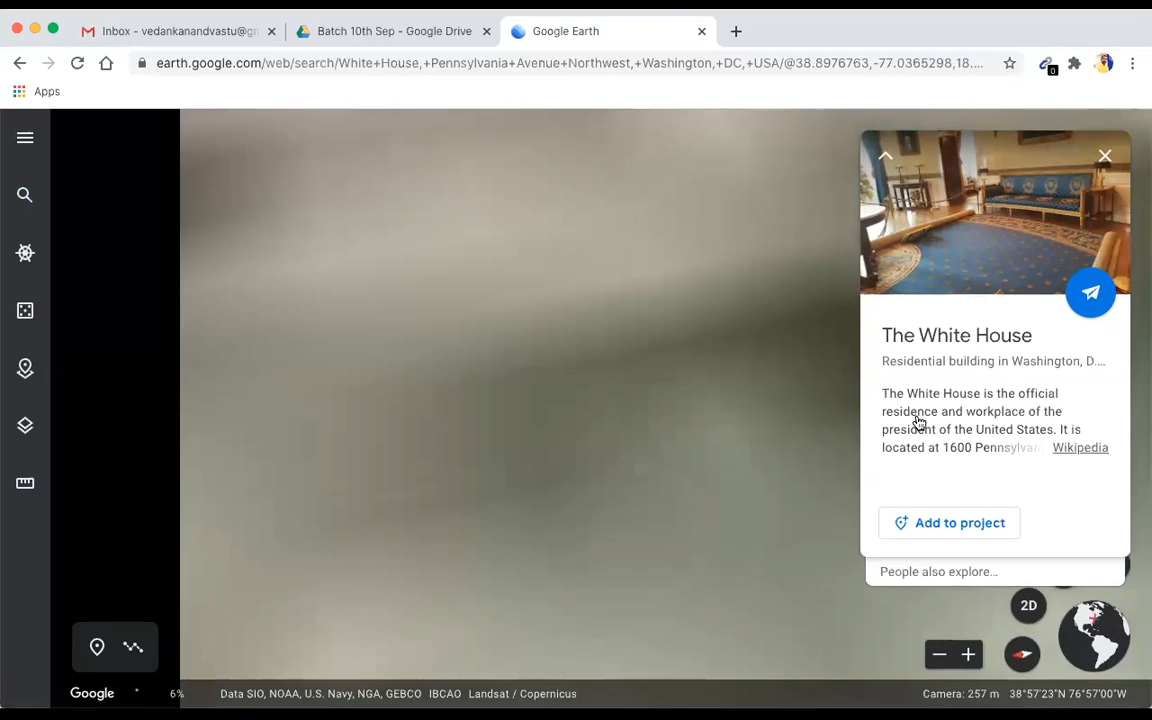 Inbox - vedankanandvastu@gm
Batch 10th Sep - Google Drive
Google Earth
earth.google.com/web/search/White+House,+Pennsylvania+Avenue+Northwest,+Washington,+DC,+USA/@38.8976763,-77.0365298,18....
0
Apps
The White House
Residential building in Washington, D....
The White House is the official
residence and workplace of the
president of the United States. It is
located at 1600 Pennsylvani
Wikipedia
Add to project
People also explore...
2D
Google
6%
Data SIO, NOAA, U.S. Navy, NGA, GEBCO IBCAO Landsat / Copernicus
Camera: 257 m 38°57'23"N 76°57'00"W